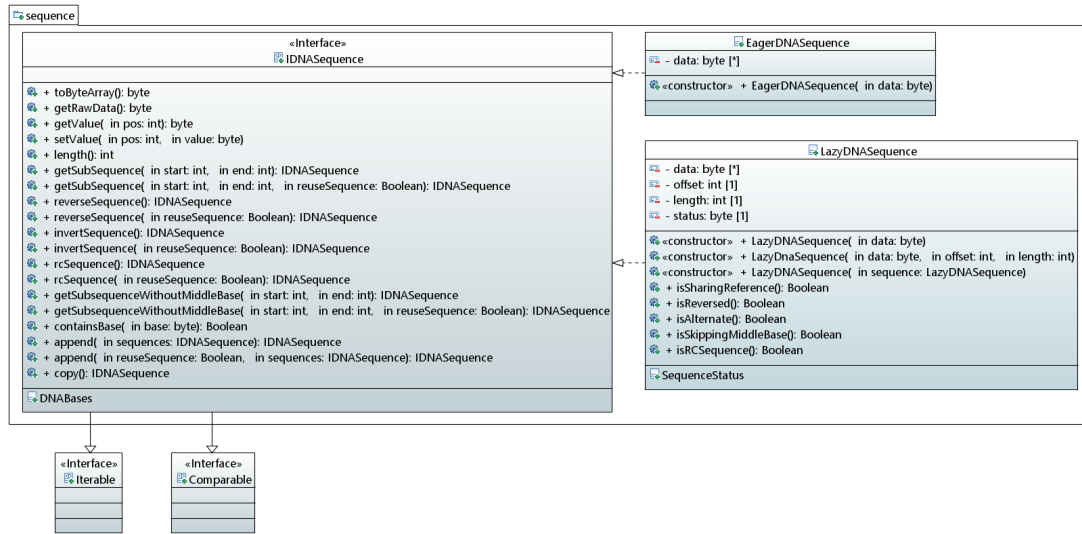 sequence
«Interface»
IDNASequence
+ toByteArray(): byte
+ getRawData(): byte
+ getValue( in pos: int): byte
+ setValue( in pos: int, in value: byte)
+ length(): int
+ getSubSequence( in start: int, in end: int): IDNASequence
+ getSubSequence( in start: int, in end: int, in reuseSequence: Boolean): IDNASequence
+ reverseSequence(): IDNASequence
+ reverseSequence( in reuseSequence: Boolean): IDNASequence
+ invertSequence(): IDNASequence
+ invertSequence( in reuseSequence: Boolean): IDNASequence
+ rcSequence(): IDNASequence
+ rcSequence( in reuseSequence: Boolean): IDNASequence
+ getSubsequenceWithoutMiddleBase( in start: int, in end: int): IDNASequence
+ getSubsequenceWithoutMiddleBase( in start: int, in end: int, in reuseSequence: Boolean): IDNASequence
+ containsBase( in base: byte): Boolean
+ append( in sequences: IDNASequence): IDNASequence
+ append( in reuseSequence: Boolean, in sequences: IDNASequence): IDNASequence
+ copy(): IDNASequence
DNABases
EagerDNASequence
- data: byte [*]
«constructor» + EagerDNASequence( in data: byte)
LazyDNASequence
- data: byte [*]
- offset: int [1]
- length: int [1]
- status: byte [1]
«constructor» + LazyDNASequence( in data: byte)
«constructor» + LazyDnaSequence( in data: byte, in offset: int, in length: int)
«constructor» + LazyDNASequence( in sequence: LazyDNASequence)
+ isSharingReference(): Boolean
+ isReversed(): Boolean
+ isAlternate(): Boolean
+ isSkippingMiddleBase(): Boolean
+ isRCSequence(): Boolean
SequenceStatus
«Interface»
Iterable
«Interface»
Comparable